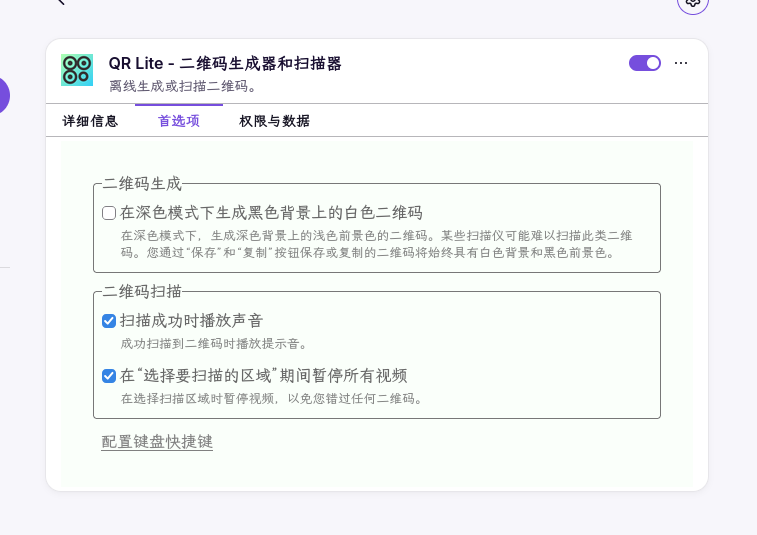 QR Lite - 二维码生成器和扫描器
离线生成或扫描二维码。
详细信息 首选项 权限与数据
二维码生成
在深色模式下生成黑色背景上的白色二维码
在深色模式下，生成深色背景上的浅色前景色的二维码。某些扫描仪可能难以扫描此类二维
码。您通过“保存”和“复制”按钮保存或复制的二维码将始终具有白色背景和黑色前景色。
二维码扫描
扫描成功时播放声音
成功扫描到二维码时播放提示音。
在“选择要扫描的区域”期间暂停所有视频
在选择扫描区域时暂停视频，以免您错过任何二维码。
配置键盘快捷键